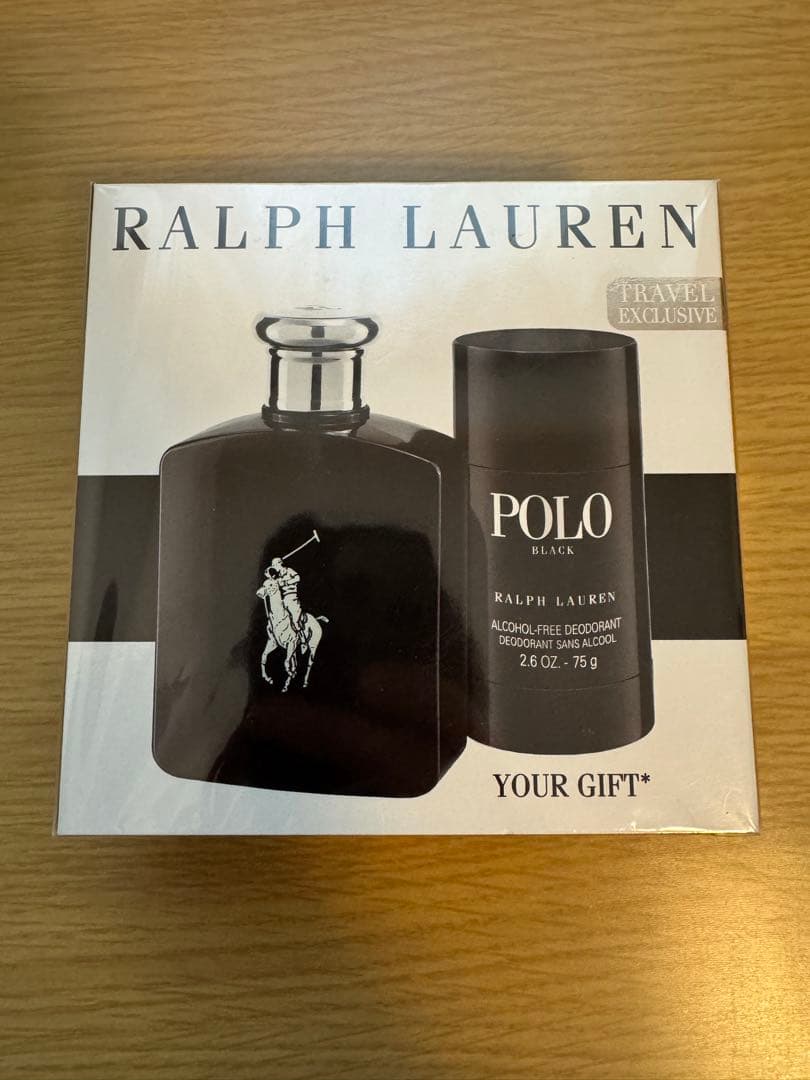 RALPH LAUREN
TRAVEL
EXCLUSIVE
POLO
BLACK
RALPH LAUREN
ALCOHOL-FREE DEODORANT
DEODORANT SANS ALCOOL
2.6 OZ. - 75 g
YOUR GIFT*